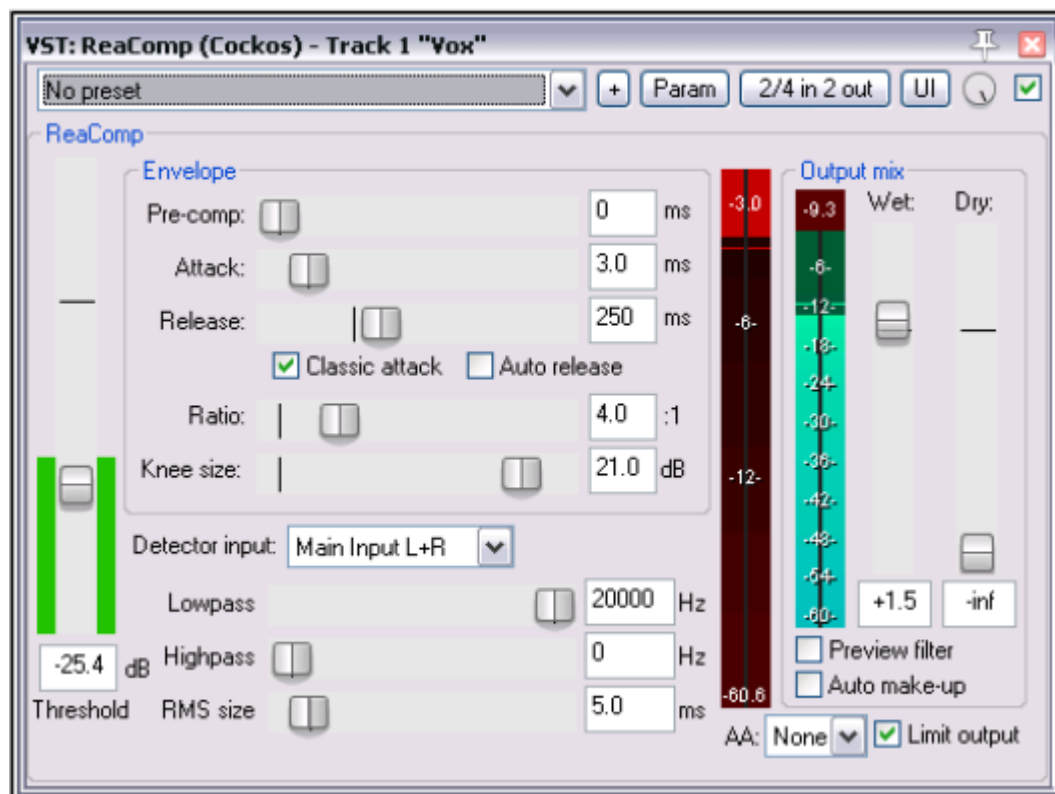 VST: ReaComp (Cockos) - Track 1 "Vox"
No preset
+
Param
2/4 in 2 out
UI
ReaComp
Envelope
Pre-comp:
0
ms
Attack:
3.0
ms
Release:
250
ms
Classic attack
Auto release
Ratio:
4.0
:1
Knee size:
21.0
dB
Detector input:
Main Input L+R
Lowpass
20000
Hz
Highpass
0
Hz
RMS size
5.0
ms
-25.4
dB
Threshold
-3.0
-6-
-12-
-60.6
Output mix
-9.3
-6-
-12-
-18-
-24-
-30-
-36-
-42-
-48-
-54-
-60-
Wet:
Dry:
+1.5
-inf
Preview filter
Auto make-up
AA:
None
Limit output